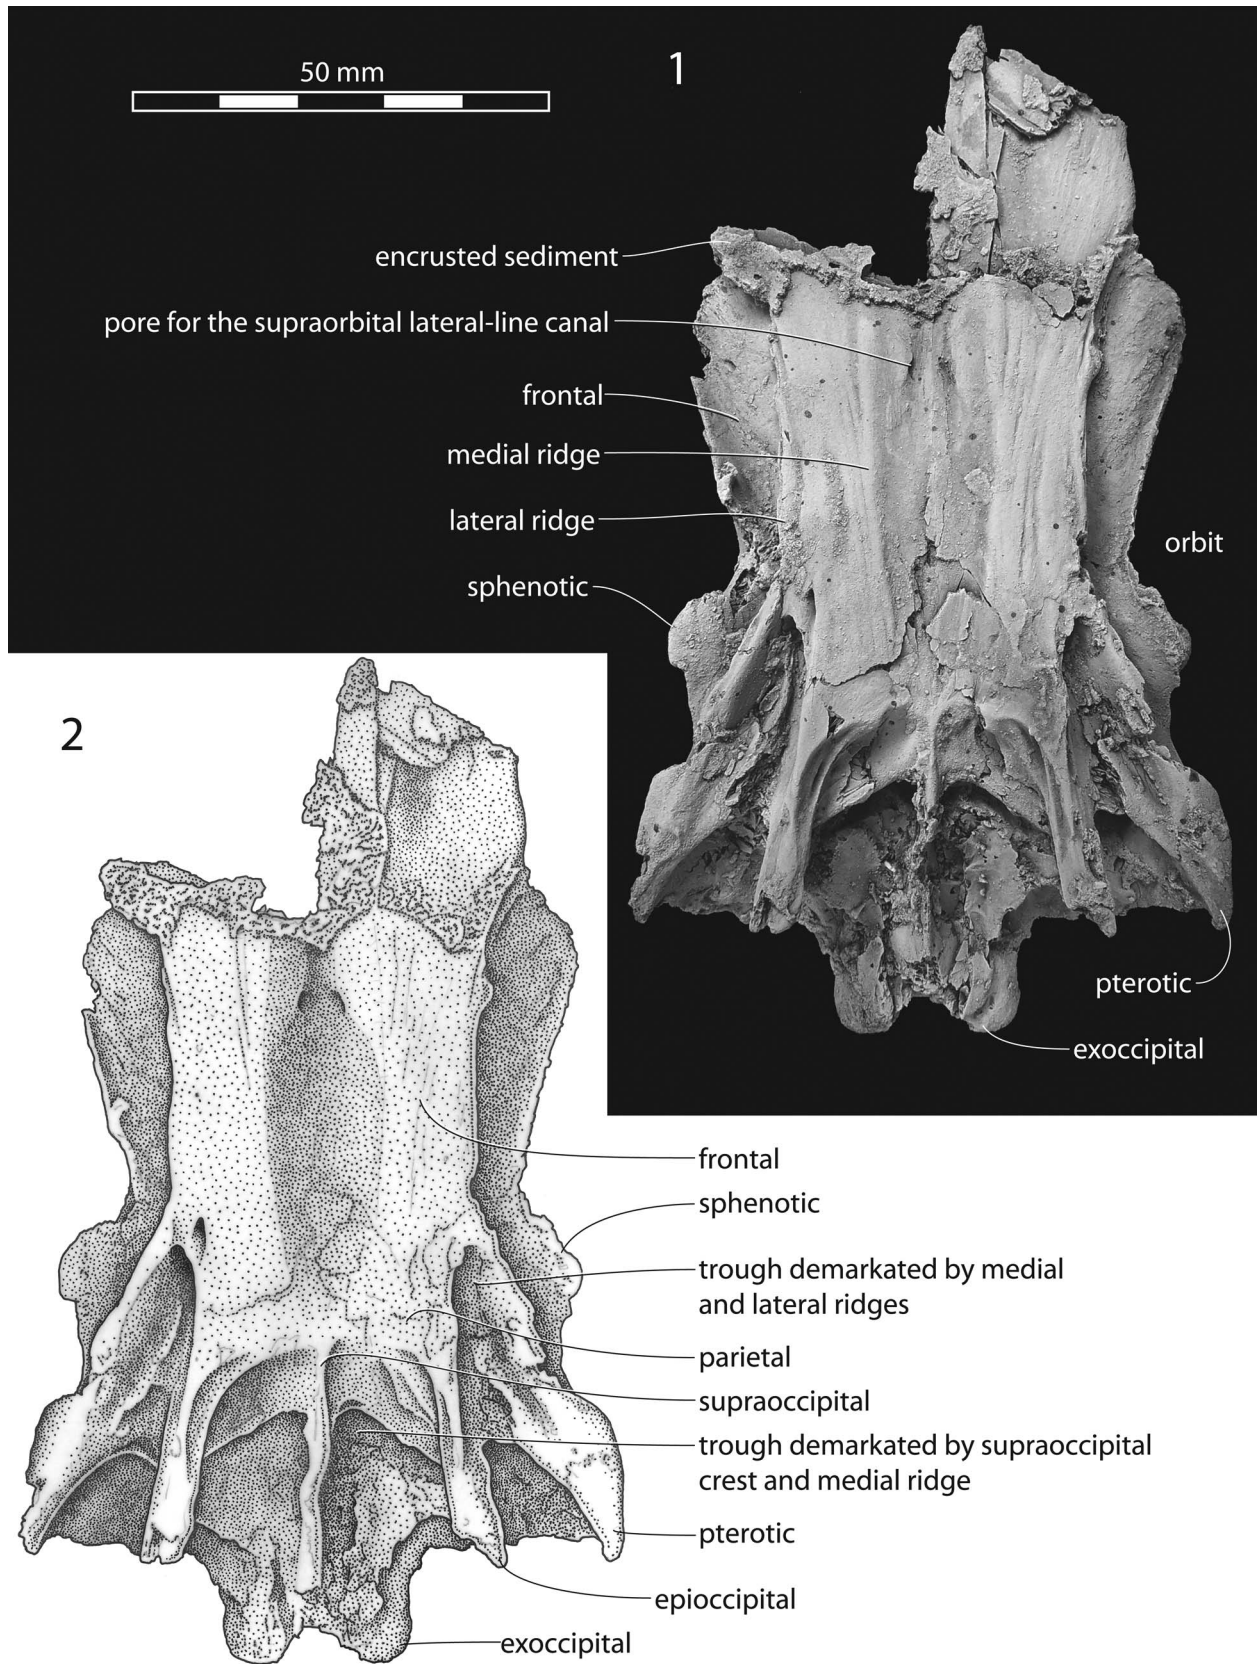 50 mm
1
encrusted sediment
pore for the supraorbital lateral-line canal
frontal
medial ridge
lateral ridge
orbit
sphenotic
2
pterotic
exoccipital
frontal
sphenotic
trough demarkated by medial
and lateral ridges
parietal
supraoccipital
trough demarkated by supraoccipital
crest and medial ridge
pterotic
epioccipital
exoccipital